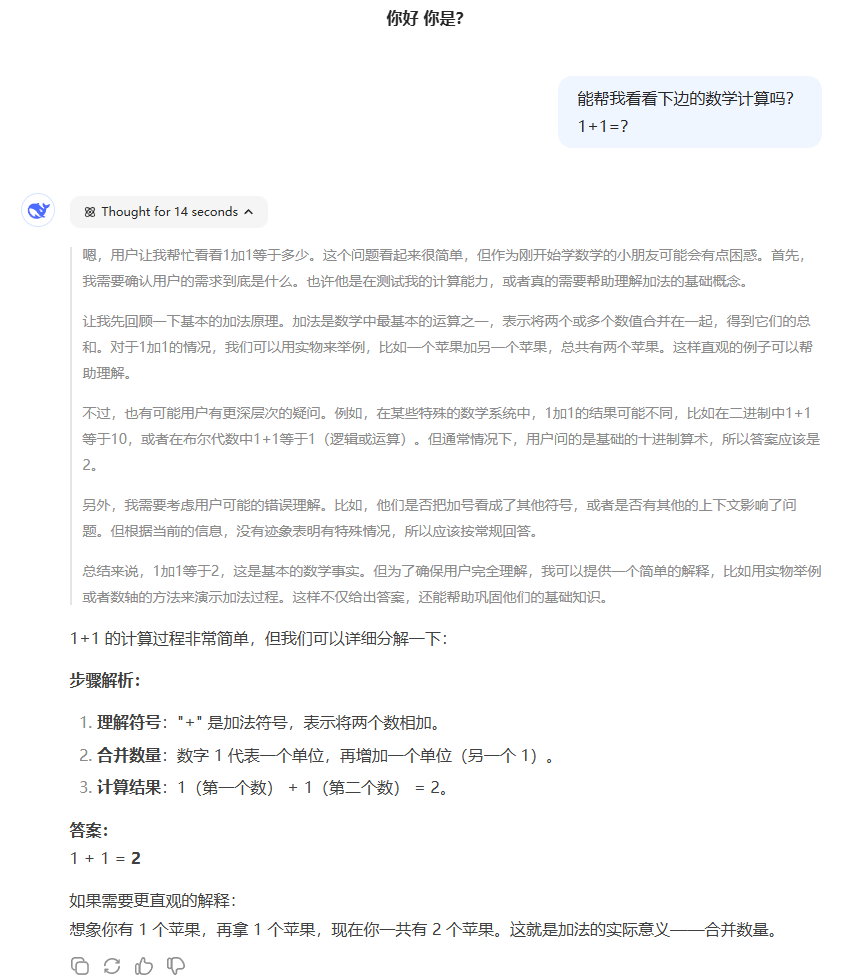 你好 你是?
能帮我看看下边的数学计算吗?
1+1=?
Thought for 14 seconds
嗯，用户让我帮忙看看1加1等于多少。这个问题看起来很简单，但作为刚开始学数学的小朋友可能会有点困惑。首先，
我需要确认用户的需求到底是什么。也许他是在测试我的计算能力，或者真的需要帮助理解加法的基础概念。
让我先回顾一下基本的加法原理。加法是数学中最基本的运算之一，表示将两个或多个数值合并在一起，得到它们的总
和。对于1加1的情况，我们可以用实物来举例，比如一个苹果加另一个苹果，总共有两个苹果。这样直观的例子可以帮
助理解。
不过，也有可能用户有更深层次的疑问。例如，在某些特殊的数学系统中，1加1的结果可能不同，比如在二进制中1+1
等于10，或者在布尔代数中1+1等于1（逻辑或运算）。但通常情况下，用户问的是基础的十进制算术，所以答案应该是
2。
另外，我需要考虑用户可能的错误理解。比如，他们是否把加号看成了其他符号，或者是否有其他的上下文影响了问
题。但根据当前的信息，没有迹象表明有特殊情况，所以应该按常规回答。
总结来说，1加1等于2，这是基本的数学事实。但为了确保用户完全理解，我可以提供一个简单的解释，比如用实物举例
或者数轴的方法来演示加法过程。这样不仅给出答案，还能帮助巩固他们的基础知识。
1+1 的计算过程非常简单，但我们可以详细分解一下：
步骤解析：
1. 理解符号："+" 是加法符号，表示将两个数相加。
2. 合并数量：数字 1 代表一个单位，再增加一个单位（另一个 1）。
3. 计算结果：1（第一个数） + 1（第二个数） = 2。
答案：
1 + 1 = 2
如果需要更直观的解释：
想象你有 1 个苹果，再拿 1 个苹果，现在你一共有 2 个苹果。这就是加法的实际意义——合并数量。